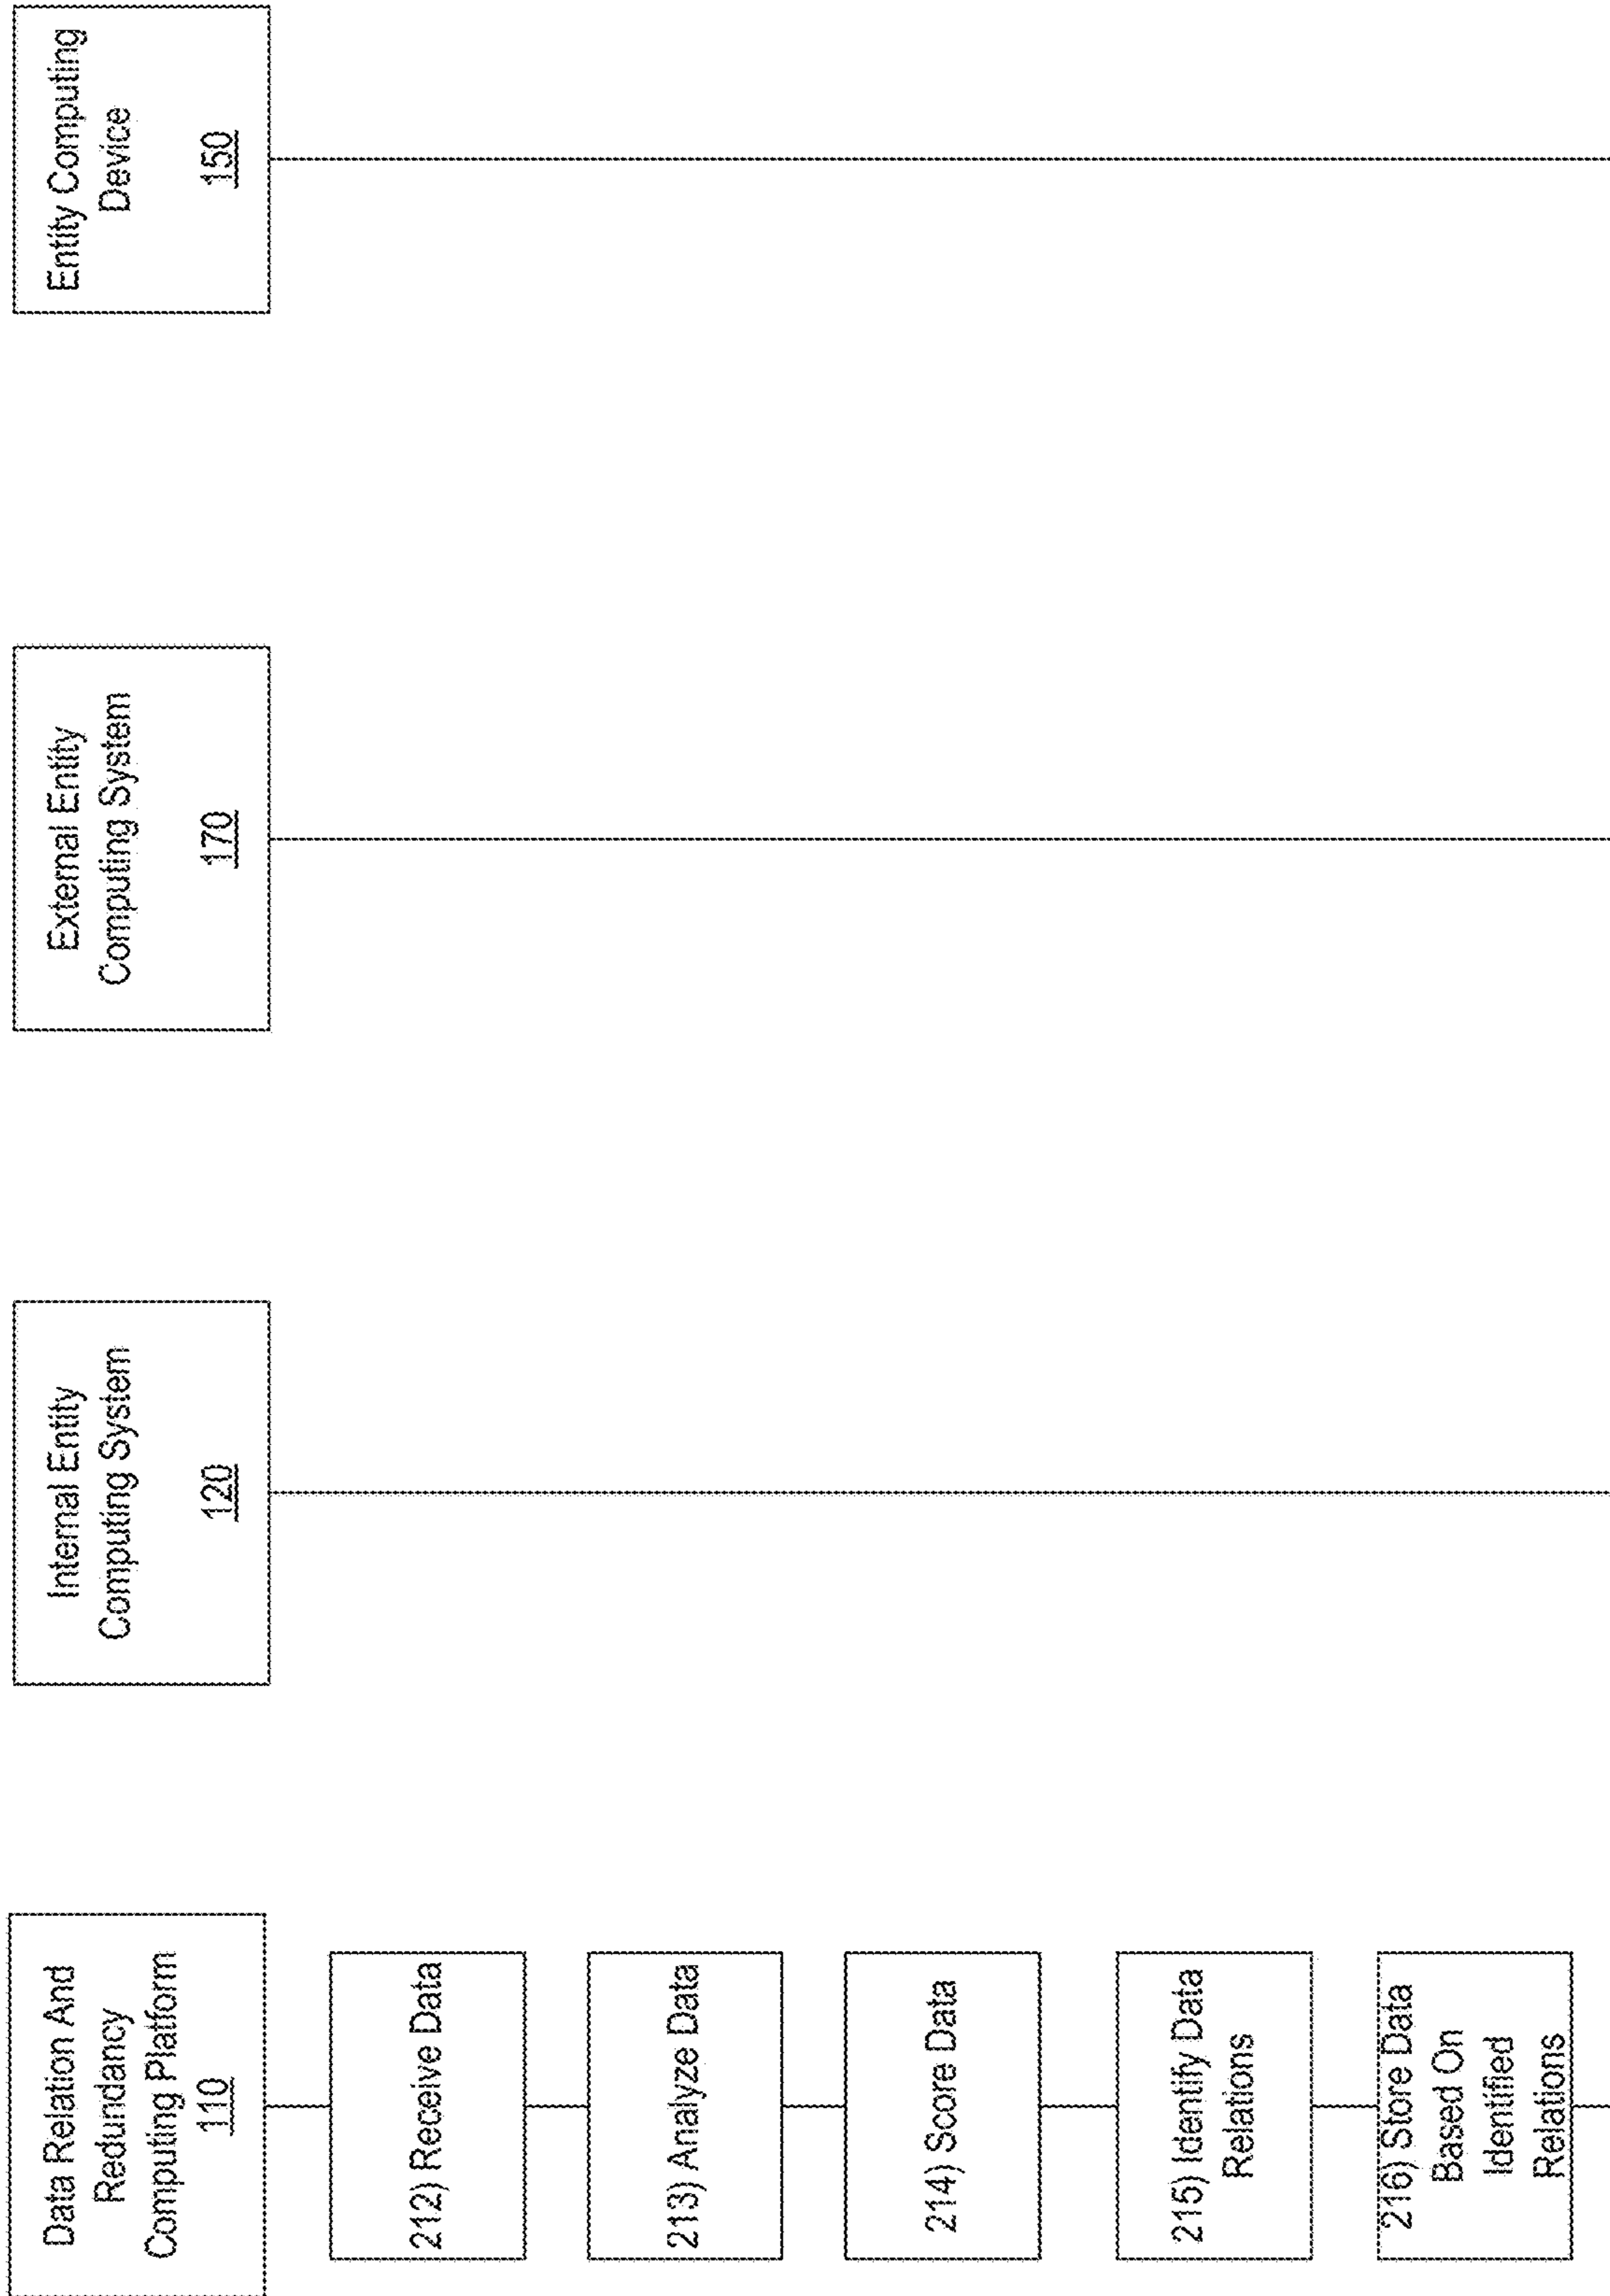 Data Relation And
Redundancy
Computing Platform
110
Internal Entity
Computing System
120
External Entity
Computing System
170
Entity Computing
Device
150
212) Receive Data
213) Analyze Data
214) Score Data
215) Identify Data
Relations
216) Store Data
Based On
Identified
Relations